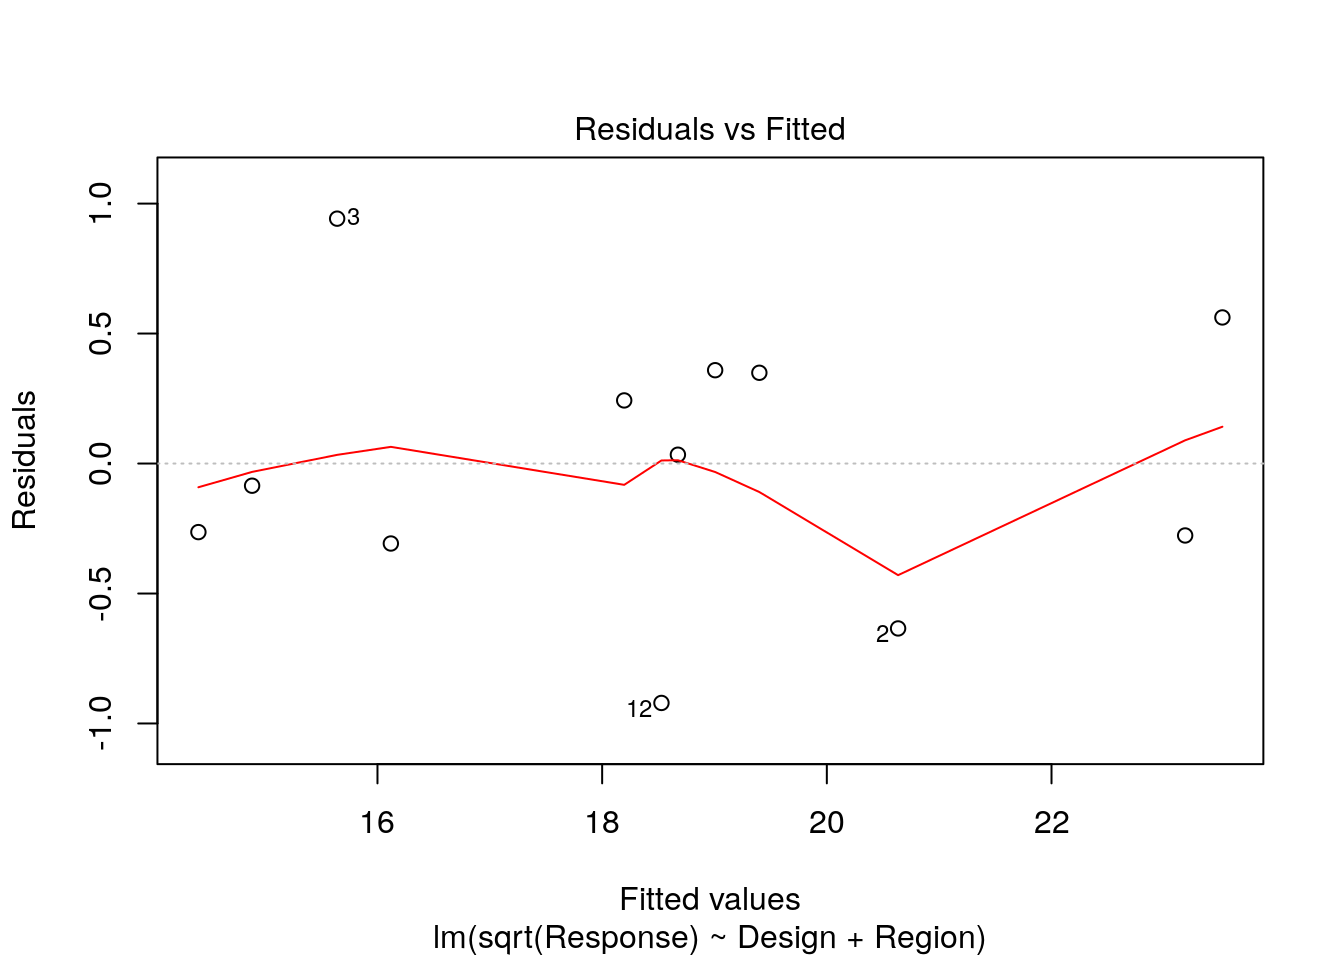 Residuals vs Fitted
Residuals
1.0
0.5
0.0
-0.5
-1.0
3
12
2
16 18 20 22
Fitted values
lm(sqrt(Response) ~ Design + Region)